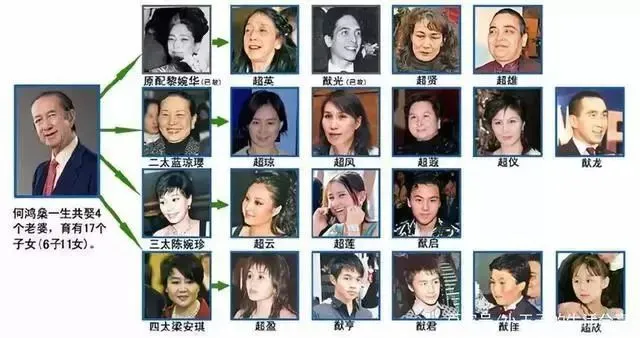 原配黎婉华(已故)
超英
猷光(已故)
超贤
超雄
二太蓝琼瓔
超琼
超凤
超蕸
超仪
猷龙
何鸿燊一生共娶4
个老婆，育有17个
子女(6子11女)。
三太陈婉珍
超云
超莲
猷启
四太梁安琪
超盈
猷亨
猷君
超欣